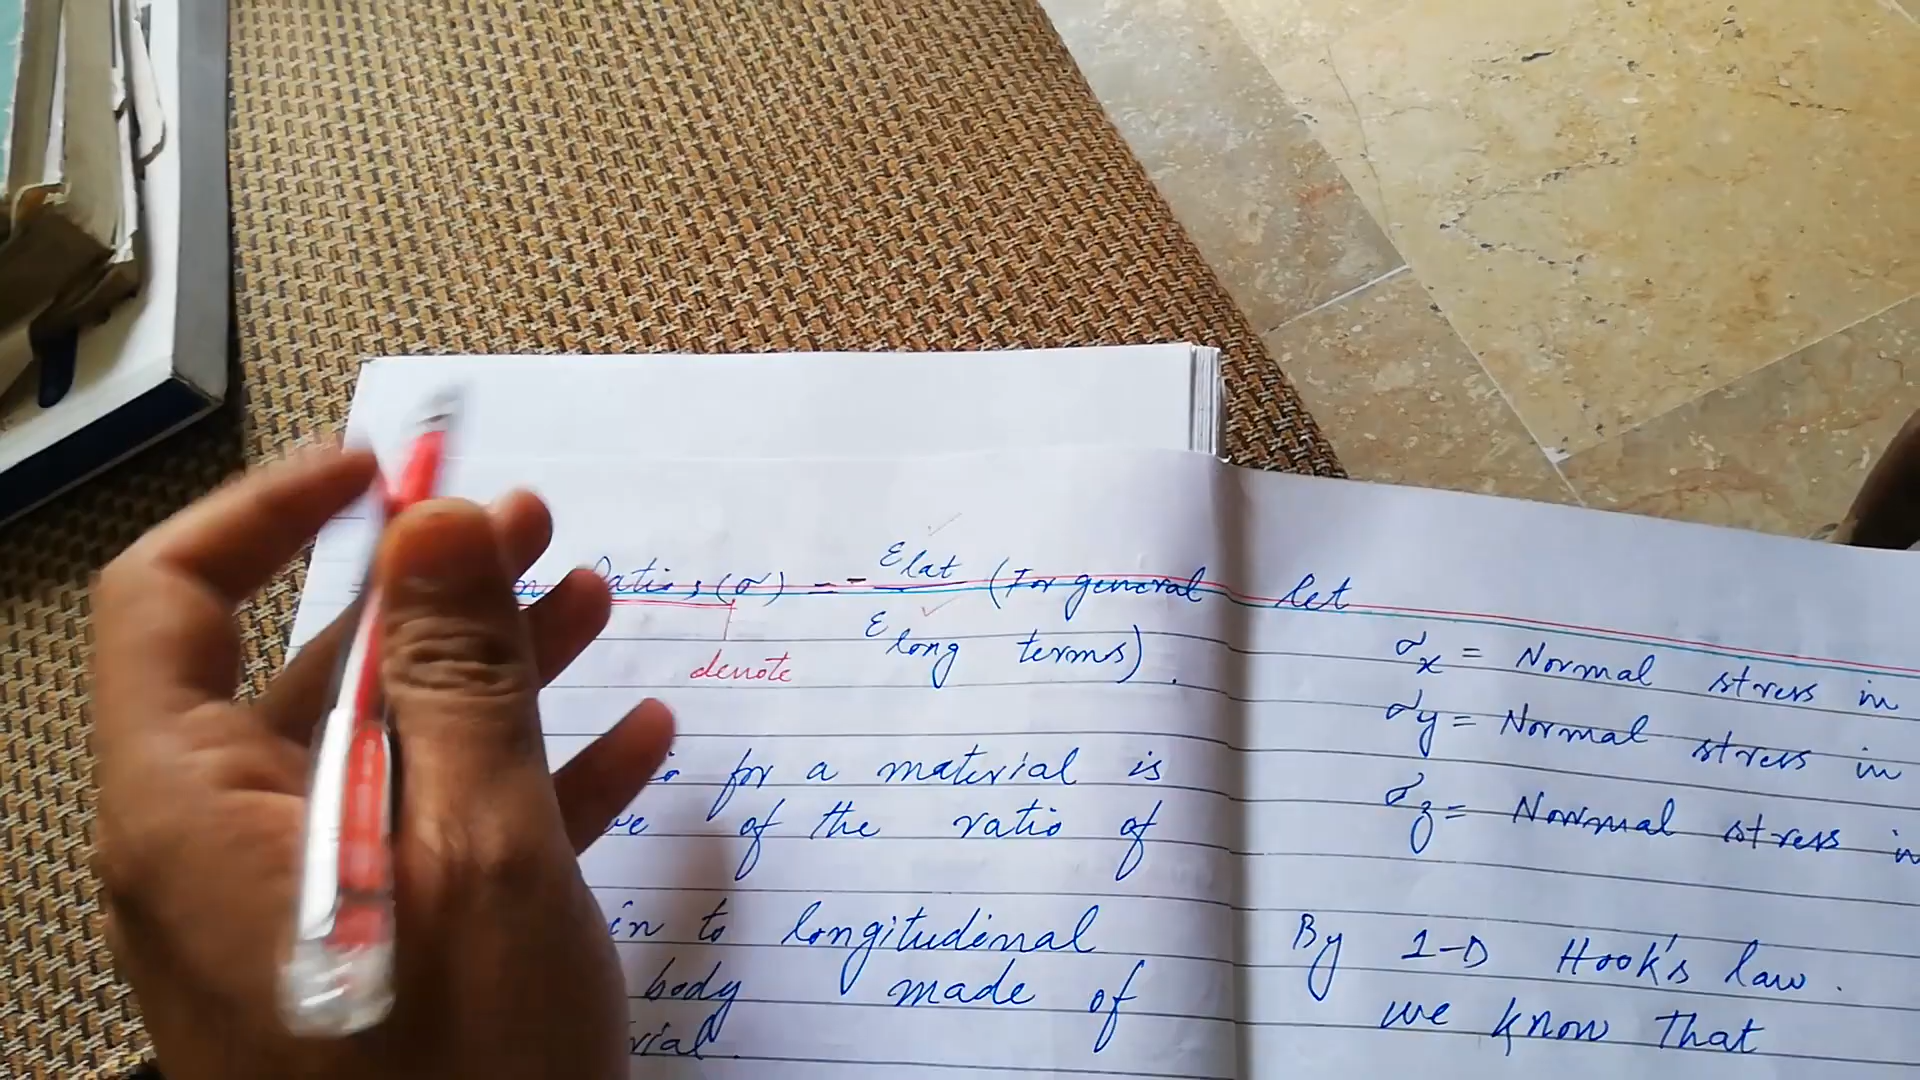 Ratio; (σ) = - εlat (For general
εlong terms).
denote
for a material is
of the ratio of
in to longitudinal
body made of
let
σx = Normal stress in
σy = Normal stress in
σz = Normal stress in
By 1-D Hook's law.
we know That